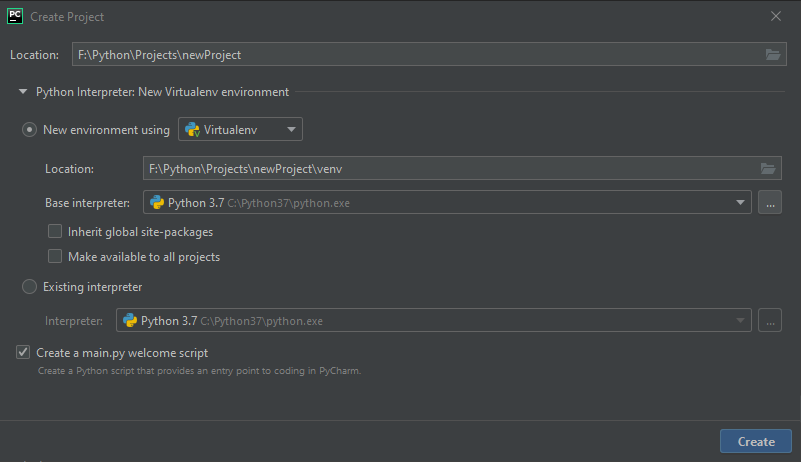 PC Create Project
Location: F:\Python\Projects\newProject
Python Interpreter: New Virtualenv environment
New environment using Virtualenv
Location: F:\Python\Projects\newProject\venv
Base interpreter: Python 3.7 C:\Python37\python.exe ...
Inherit global site-packages
Make available to all projects
Existing interpreter
Interpreter: Python 3.7 C:\Python37\python.exe ...
Create a main.py welcome script
Create a Python script that provides an entry point to coding in PyCharm.
Create